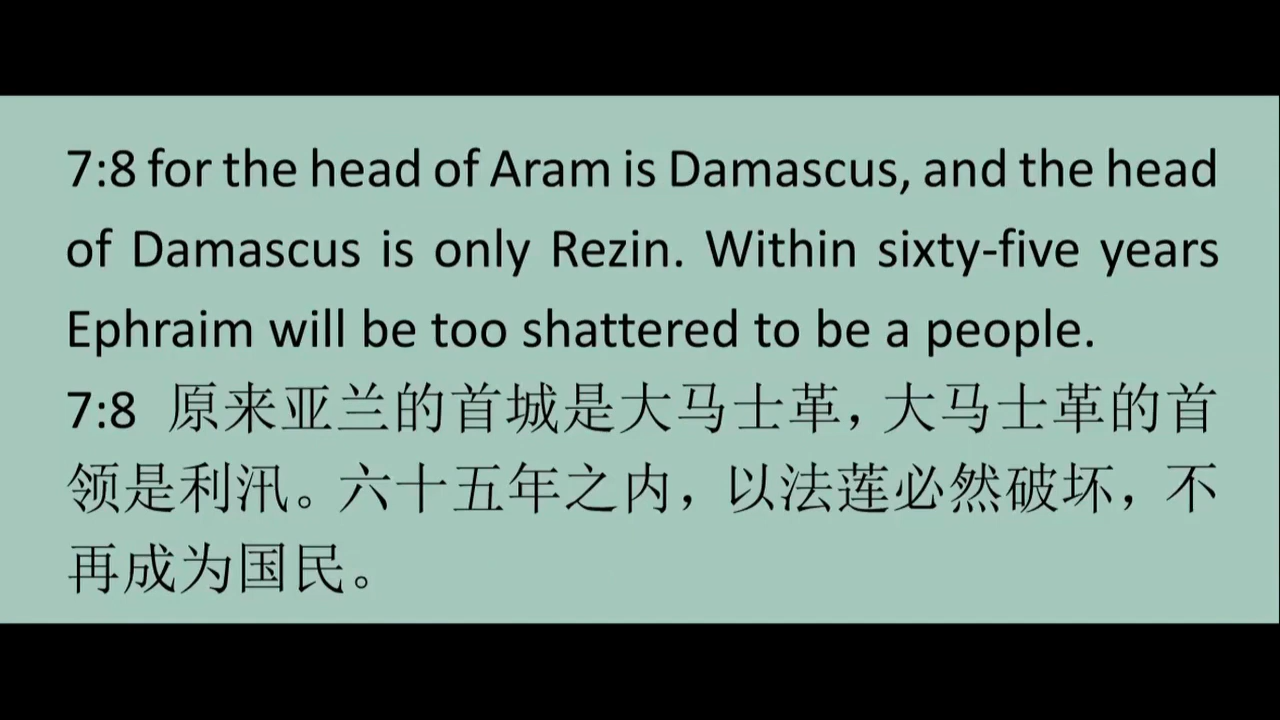 7:8 for the head of Aram is Damascus, and the head
of Damascus is only Rezin. Within sixty-five years
Ephraim will be too shattered to be a people.
7:8 原来亚兰的首城是大马士革，大马士革的首
领是利汛。六十五年之内，以法莲必然破坏，不
再成为国民。